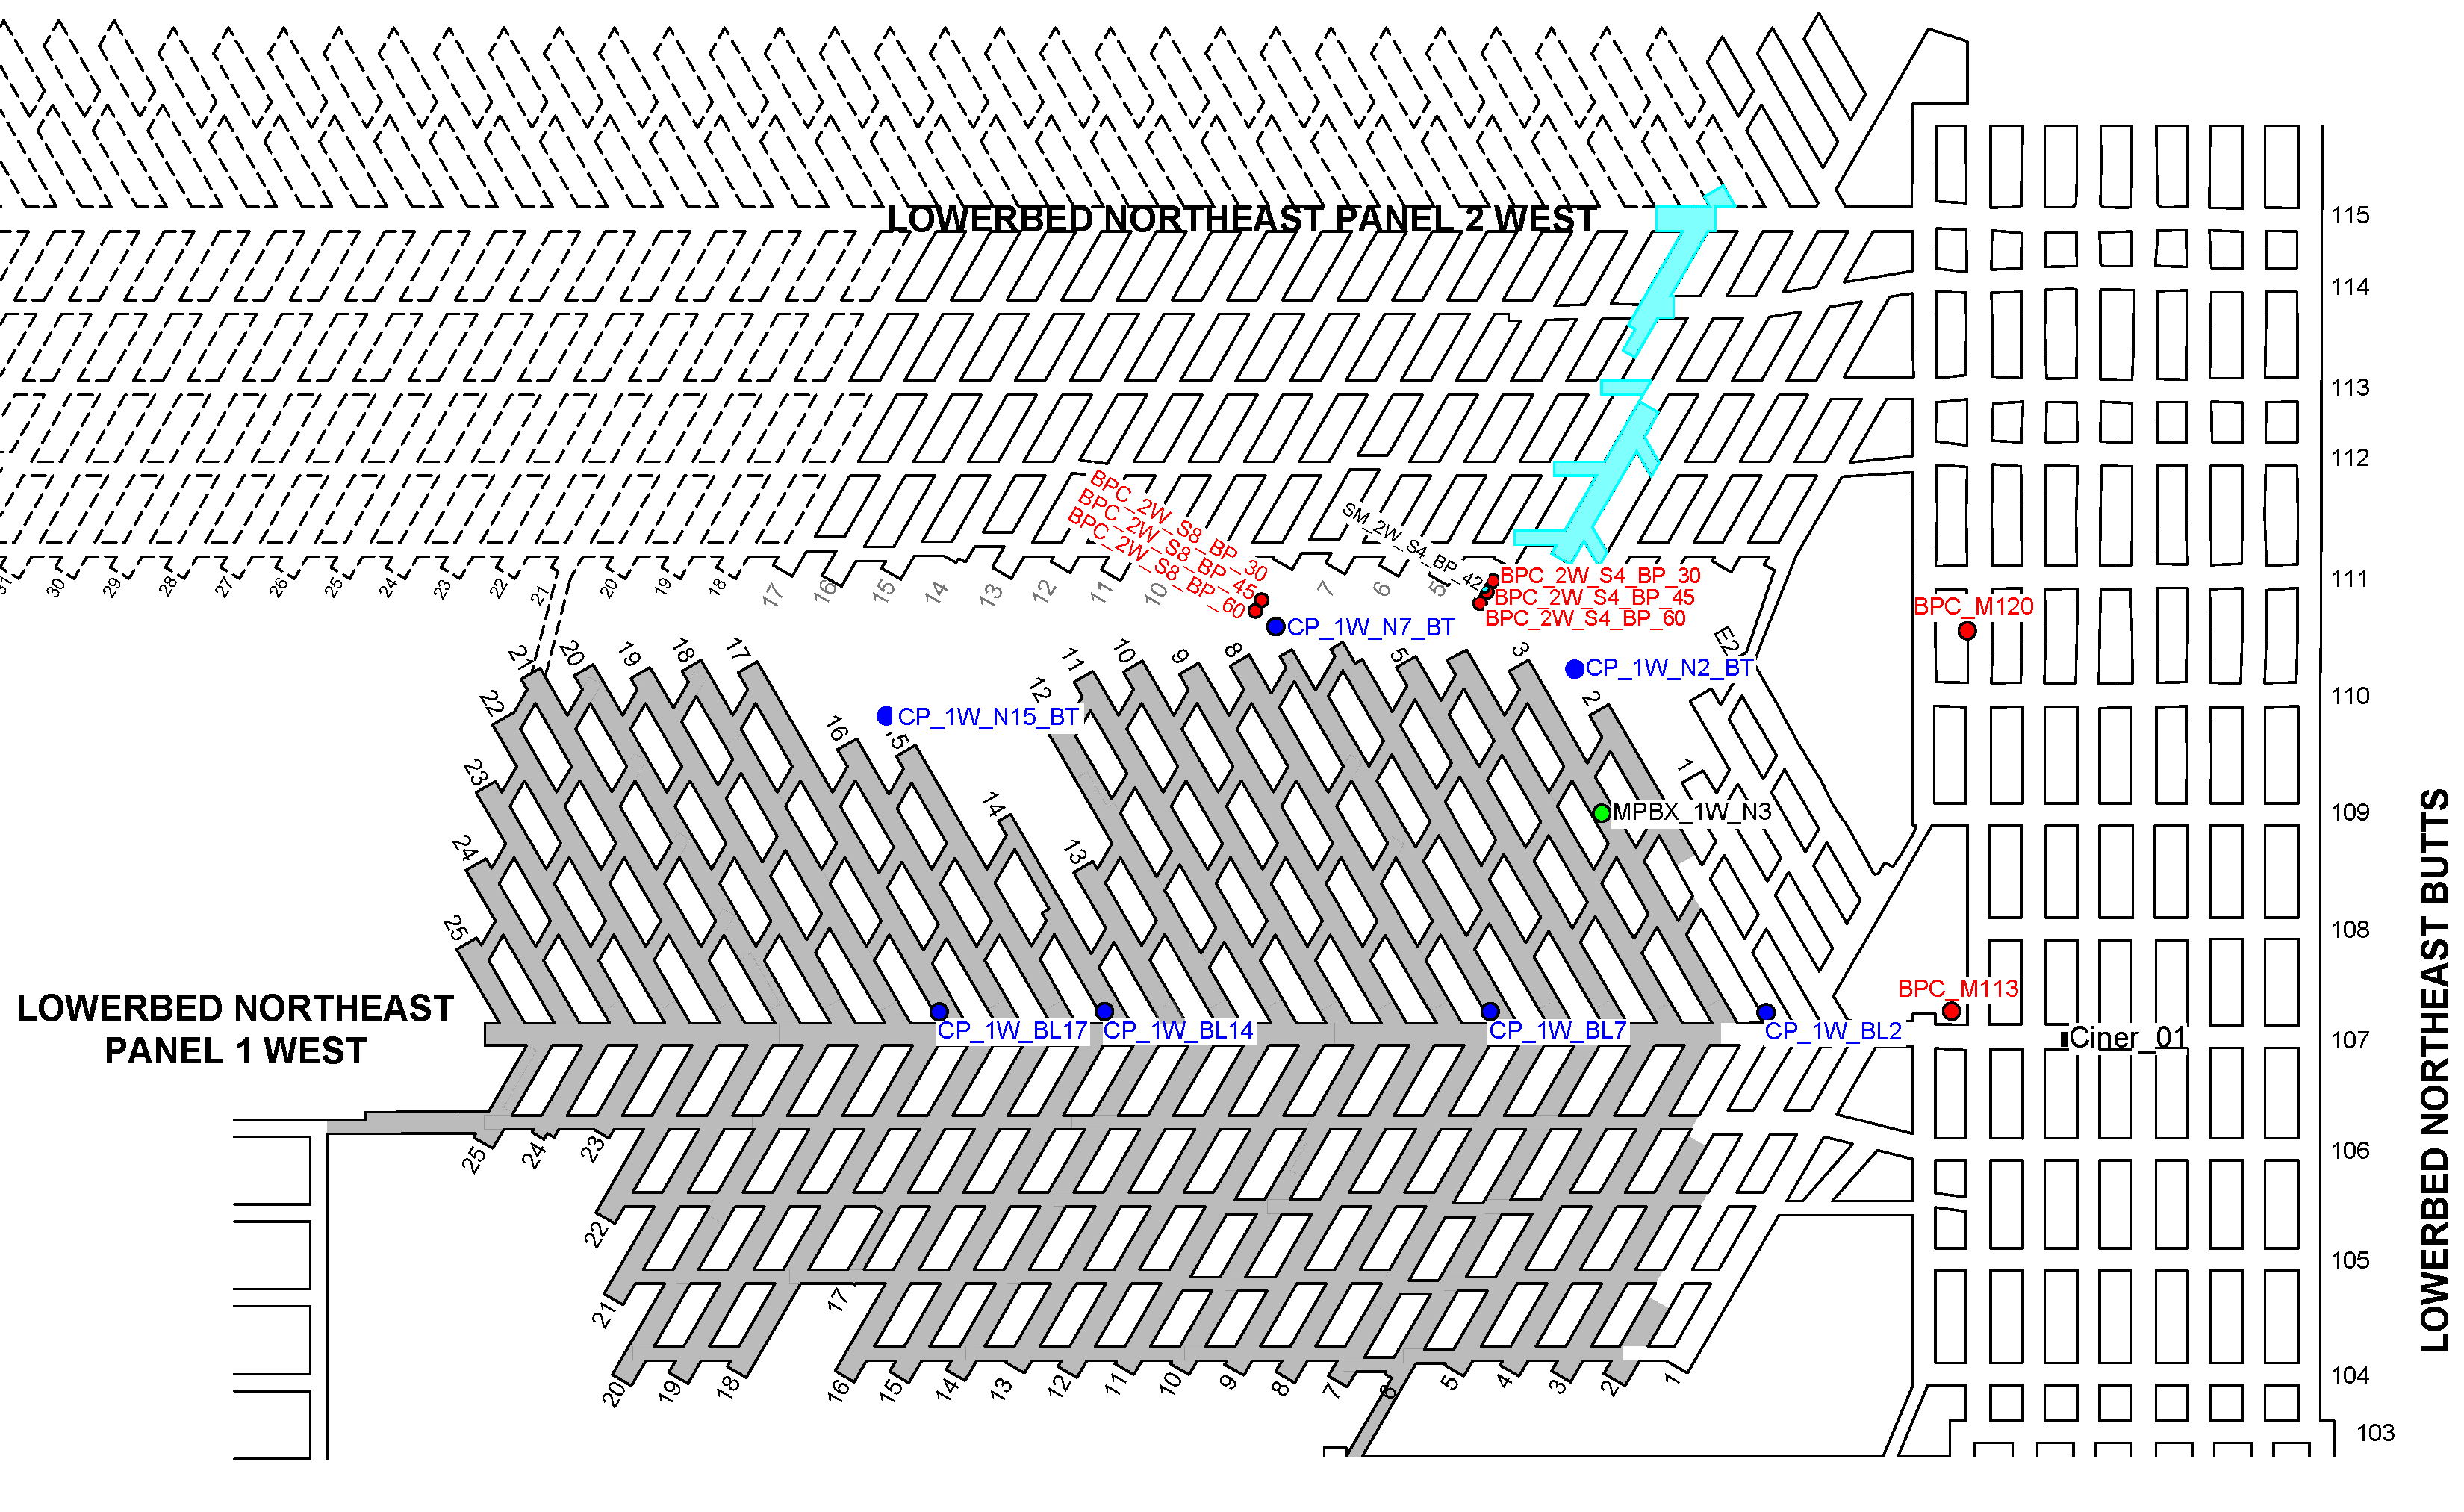 LOWERBED NORTHEAST PANEL 2 WEST
115
114
113
112
111
110
109
108
107
106
105
104
103
LOWERBED NORTHEAST BUTTS
BPC_2W_S8_BP_30
BPC_2W_S8_BP_45
BPC_2W_S8_BP_60
SM_2W_S4_BP_42
BPC_2W_S4_BP_30
BPC_2W_S4_BP_45
BPC_2W_S4_BP_60
BPC_M120
31 30 29 28 27 26 25 24 23 22 21 20 19 18 17 16 15 14 13 12 11 10 7 6 5
CP_1W_N7_BT
E2
CP_1W_N2_BT
CP_1W_N15_BT
21 20 19 18 17 11 10 9 8 5 3
22 16 15 12 2
23 14 1
MPBX_1W_N3
24 13
25
BPC_M113
LOWERBED NORTHEAST
PANEL 1 WEST
CP_1W_BL17
CP_1W_BL14
CP_1W_BL7
CP_1W_BL2
Ciner_01
25 24 23
22
21 17
20 19 18 16 15 14 13 12 11 10 9 8 7 6 5 4 3 2 1